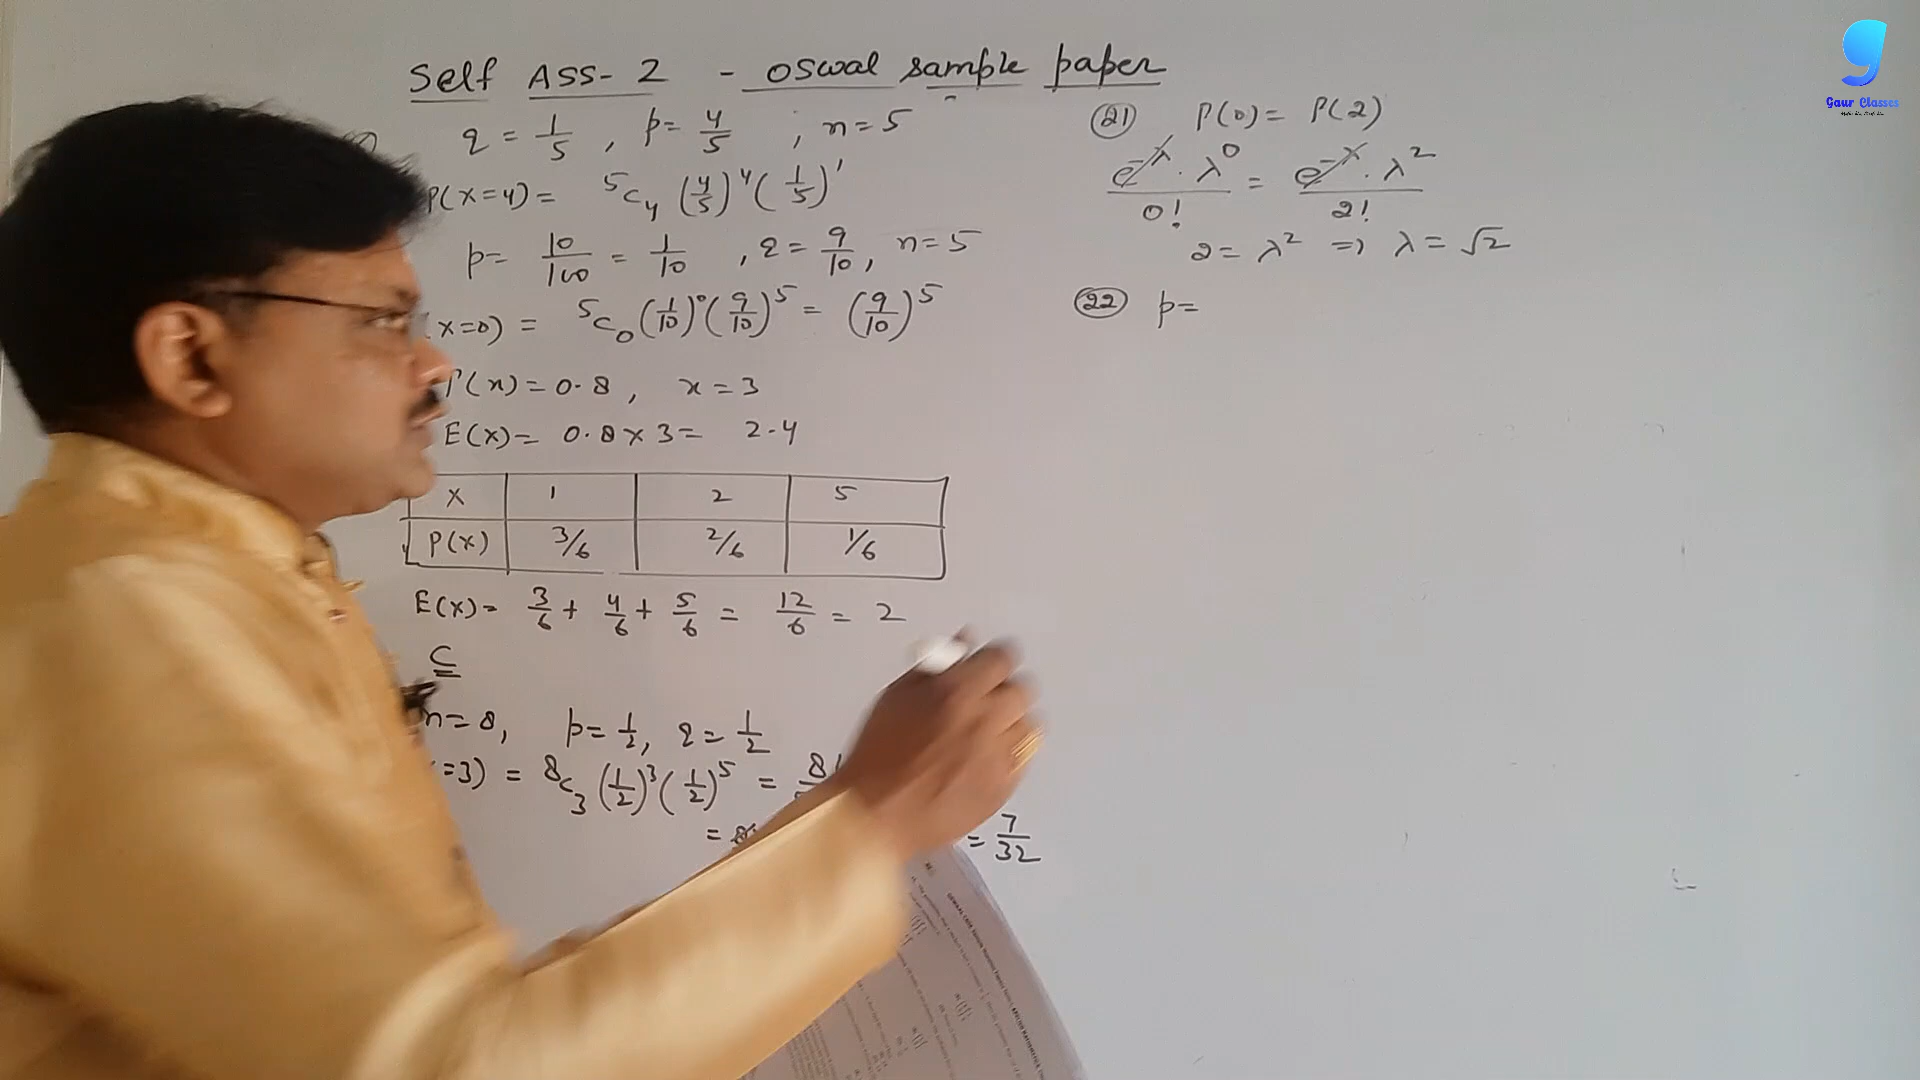 Self ASS-2 - Oswal sample paper
q = 1/5 , p = 4/5 ; n = 5
P(x=4) = ⁵C₄ (4/5)⁴ (1/5)¹
p = 10/100 = 1/10 , q = 9/10 , n = 5
(x=0) = ⁵C₀ (1/10)⁰ (9/10)⁵ = (9/10)⁵
P(x) = 0.8 , x = 3
E(x) = 0.8 × 3 = 2.4
X 1 2 5
P(x) 3/6 2/6 1/6
E(x) = 3/6 + 4/6 + 5/6 = 12/6 = 2
C
n = 8, p = 1/2, q = 1/2
=3) = ⁸C₃ (1/2)³ (1/2)⁵ =
= 7/32
(21) P(0) = P(2)
e^-λ . λ⁰ / 0! = e^-λ . λ² / 2!
2 = λ² ⇒ λ = √2
(22) p =
g
Gaur Classes